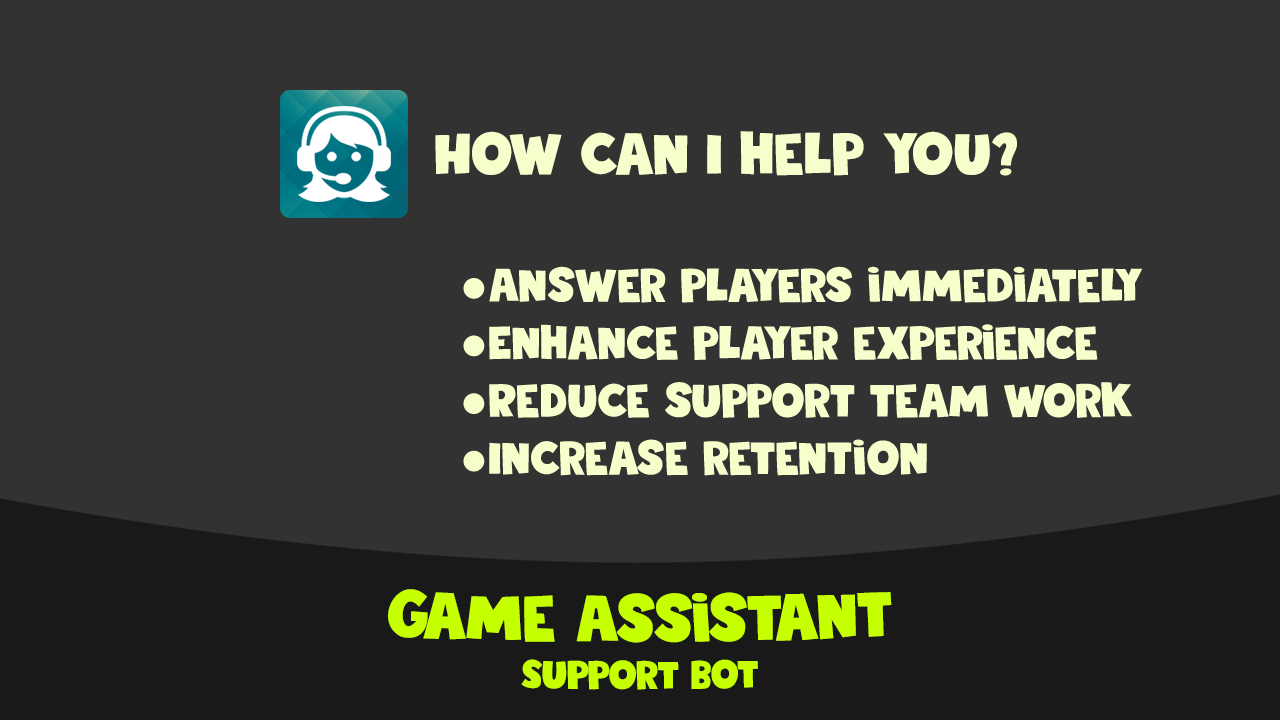 HOW CAN I HELP YOU?
•ANSWER PLAYERS iMMEDiATELY
•ENHANCE PLAYER EXPERiENCE
•REDUCE SUPPORT TEAM WORK
•INCREASE RETENTiON
GAME ASSiSTANT
SUPPORT BOT